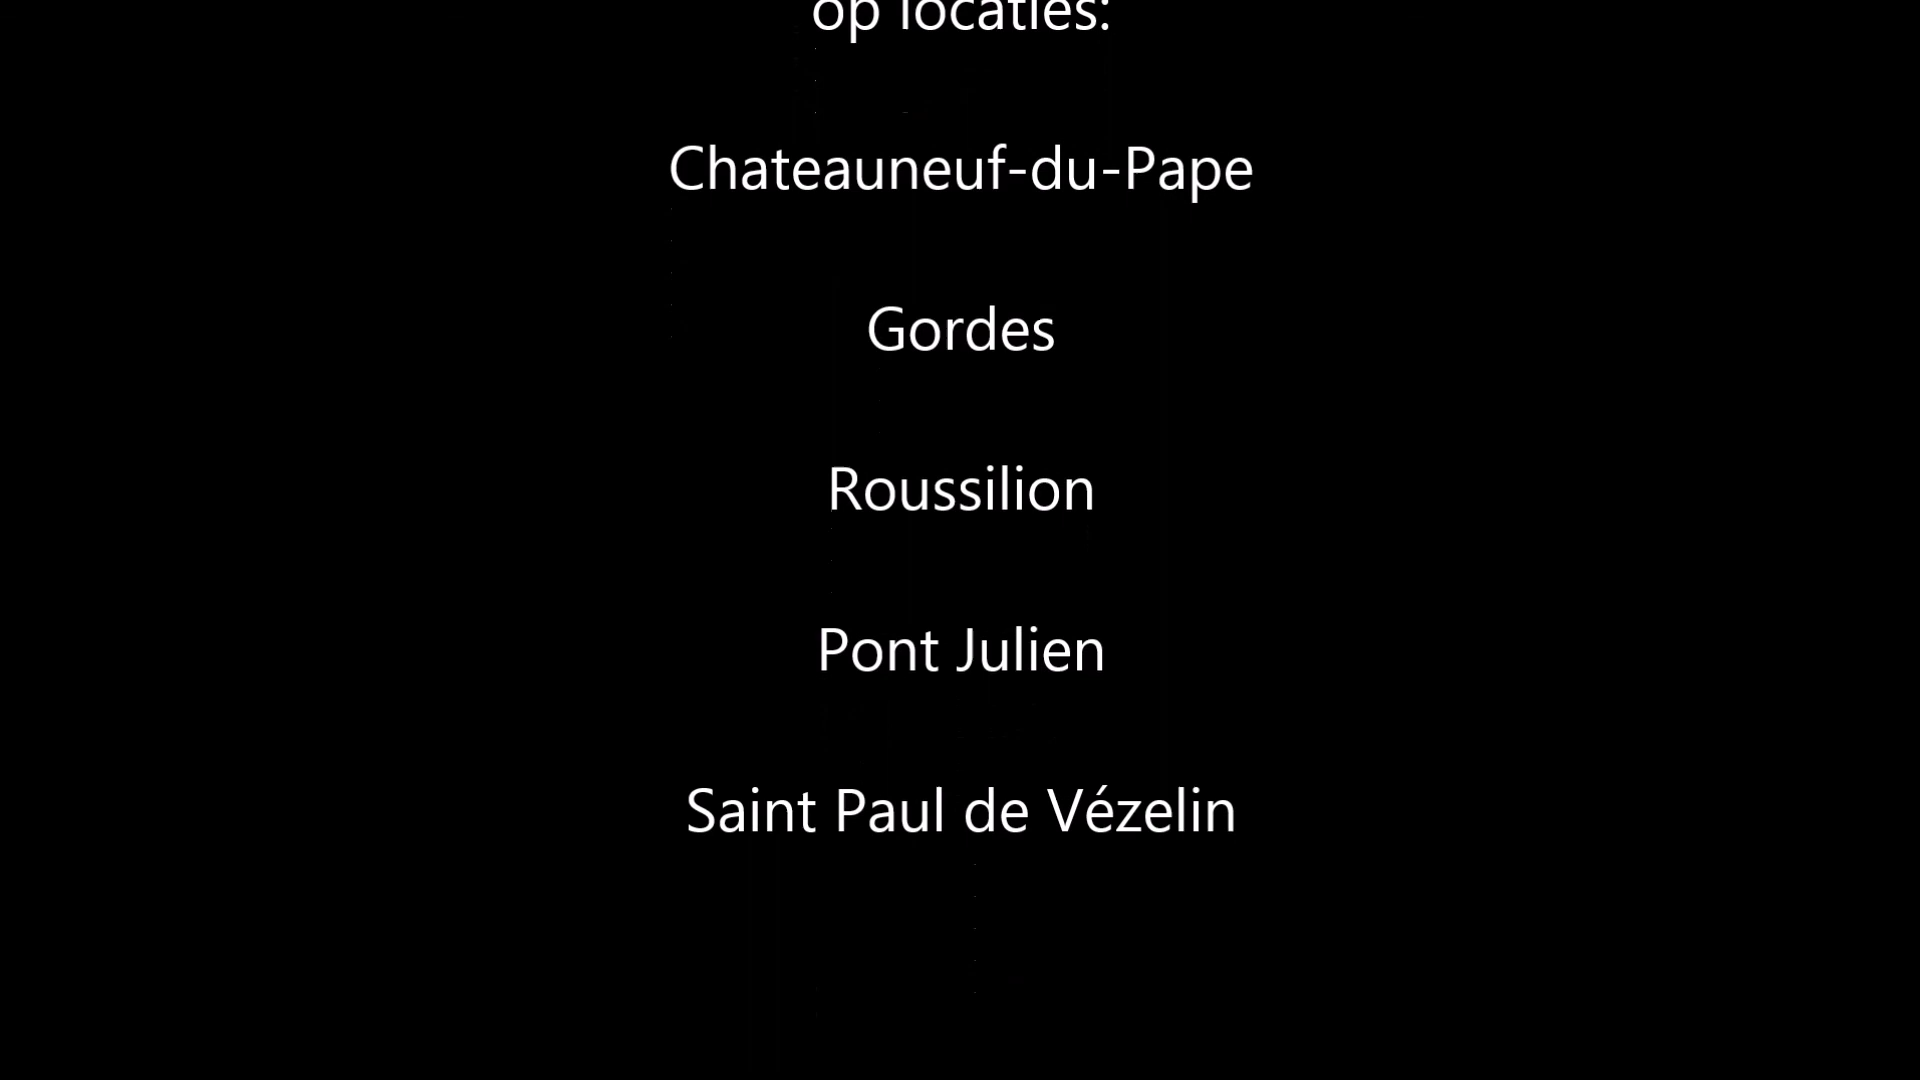 op locaties:
Chateauneuf-du-Pape
Gordes
Roussilion
Pont Julien
Saint Paul de Vézelin